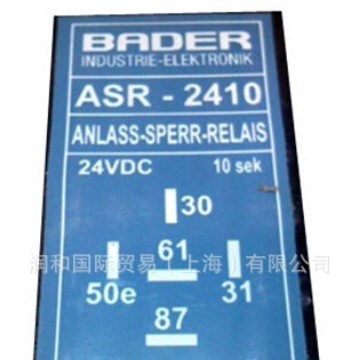 BADER
INDUSTRIE-ELEKTRONIK
ASR - 2410
ANLASS-SPERR-RELAIS
24VDC 10 sek
30
61
润和国际贸易（上海）有限公司
50e 31
87